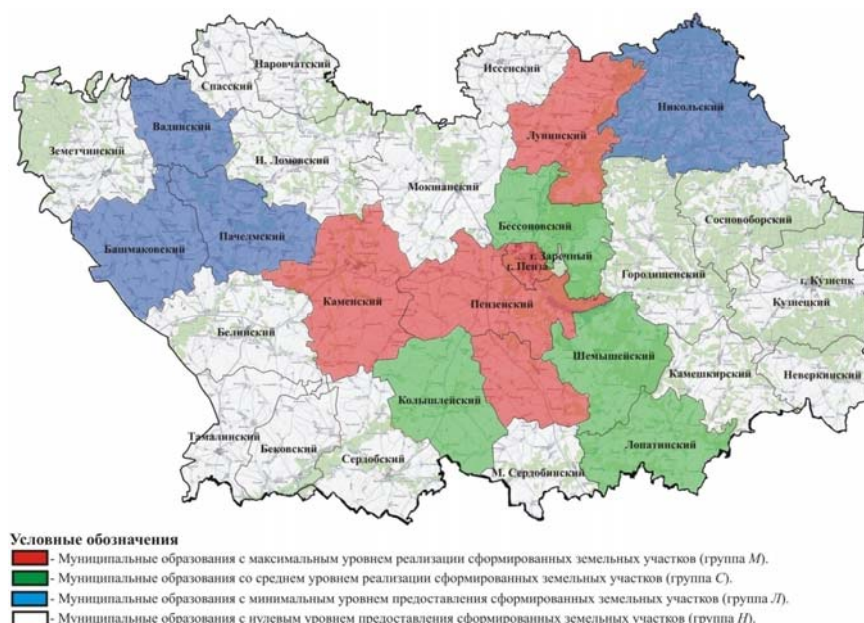 Наровчатский
Спасский
Иссенский
Вадинский
Никольский
Земетчинский
Н. Ломовский
Лунинский
Мокшанский
Сосновоборский
Башмаковский
Пачелмский
Бессоновский
г. Заречный
г. Пенза
Городищенский
г. Кузнецк
Каменский
Пензенский
Кузнецкий
Белинский
Шемышейский
Камешкирский
Неверкинский
Колышлейский
Тамалинский
Бековский
Сердобский
М. Сердобинский
Лопатинский
Условные обозначения
- Муниципальные образования с максимальным уровнем реализации сформированных земельных участков (группа М).
- Муниципальные образования со среднем уровнем реализации сформированных земельных участков (группа С).
- Муниципальные образования с минимальным уровнем предоставления сформированных земельных участков (группа Л).
- Муниципальные образования с нулевым уровнем предоставления сформированных земельных участков (группа Н).